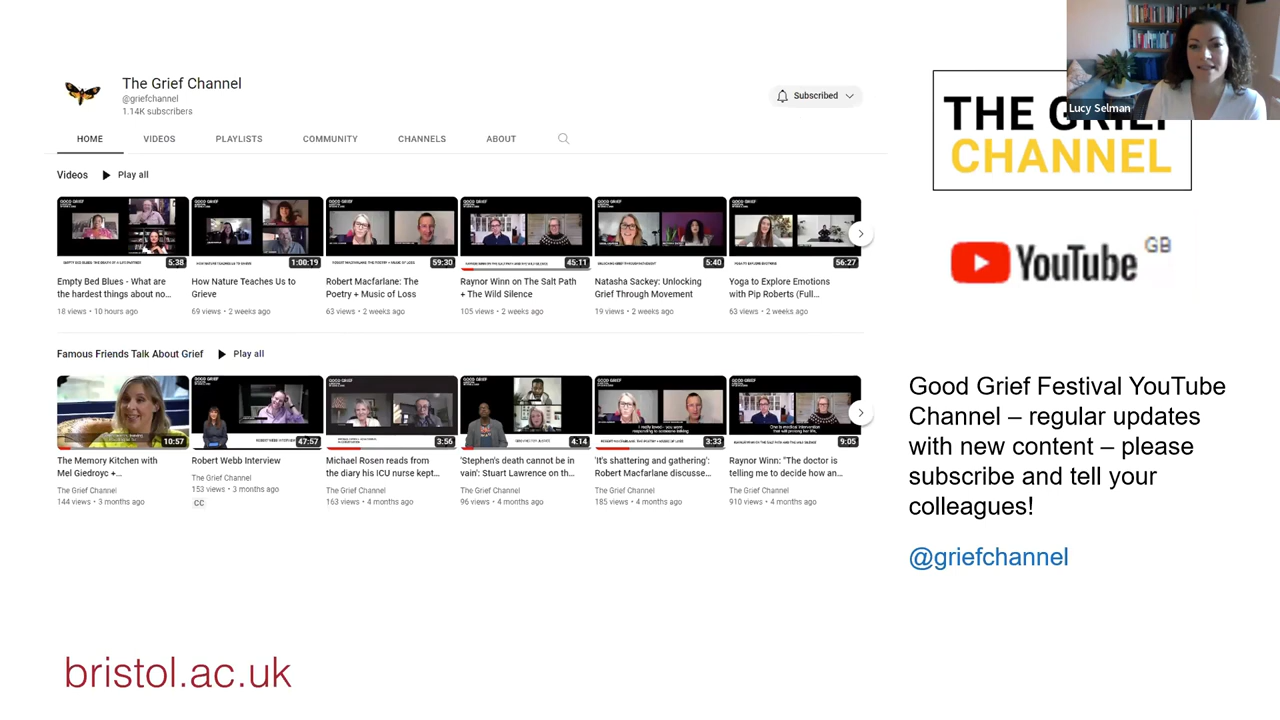 The Grief Channel
@griefchannel
1.14K subscribers
Subscribed
HOME VIDEOS PLAYLISTS COMMUNITY CHANNELS ABOUT
Videos Play all
5:38
1:00:19
59:30
45:11
5:40
56:27
Empty Bed Blues - What are
the hardest things about no...
18 views • 10 hours ago
How Nature Teaches Us to
Grieve
69 views • 2 weeks ago
Robert Macfarlane: The
Poetry + Music of Loss
63 views • 2 weeks ago
Raynor Winn on The Salt Path
+ The Wild Silence
105 views • 2 weeks ago
Natasha Sackey: Unlocking
Grief Through Movement
19 views • 2 weeks ago
Yoga to Explore Emotions
with Pip Roberts (Full...
63 views • 2 weeks ago
Famous Friends Talk About Grief Play all
10:57
47:57
3:56
4:14
3:33
9:05
The Memory Kitchen with
Mel Giedroyc +...
The Grief Channel
144 views • 3 months ago
Robert Webb Interview
The Grief Channel
153 views • 3 months ago
CC
Michael Rosen reads from
the diary his ICU nurse kept...
The Grief Channel
163 views • 4 months ago
'Stephen's death cannot be
in vain': Stuart Lawrence on th...
The Grief Channel
96 views • 4 months ago
'It's shattering and gathering':
Robert Macfarlane discusse...
The Grief Channel
185 views • 4 months ago
Raynor Winn: "The doctor is
telling me to decide how an...
The Grief Channel
910 views • 4 months ago
Lucy Selman
THE GRIEF
CHANNEL
YouTube GB
Good Grief Festival YouTube
Channel – regular updates
with new content – please
subscribe and tell your
colleagues!
@griefchannel
bristol.ac.uk